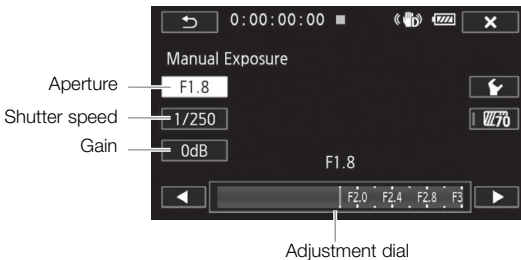 0:00:00:00
Manual Exposure
Aperture
F1.8
Shutter speed
1/250
70
Gain
0dB
F1.8
F2.0 F2.4 F2.8 F3
Adjustment dial